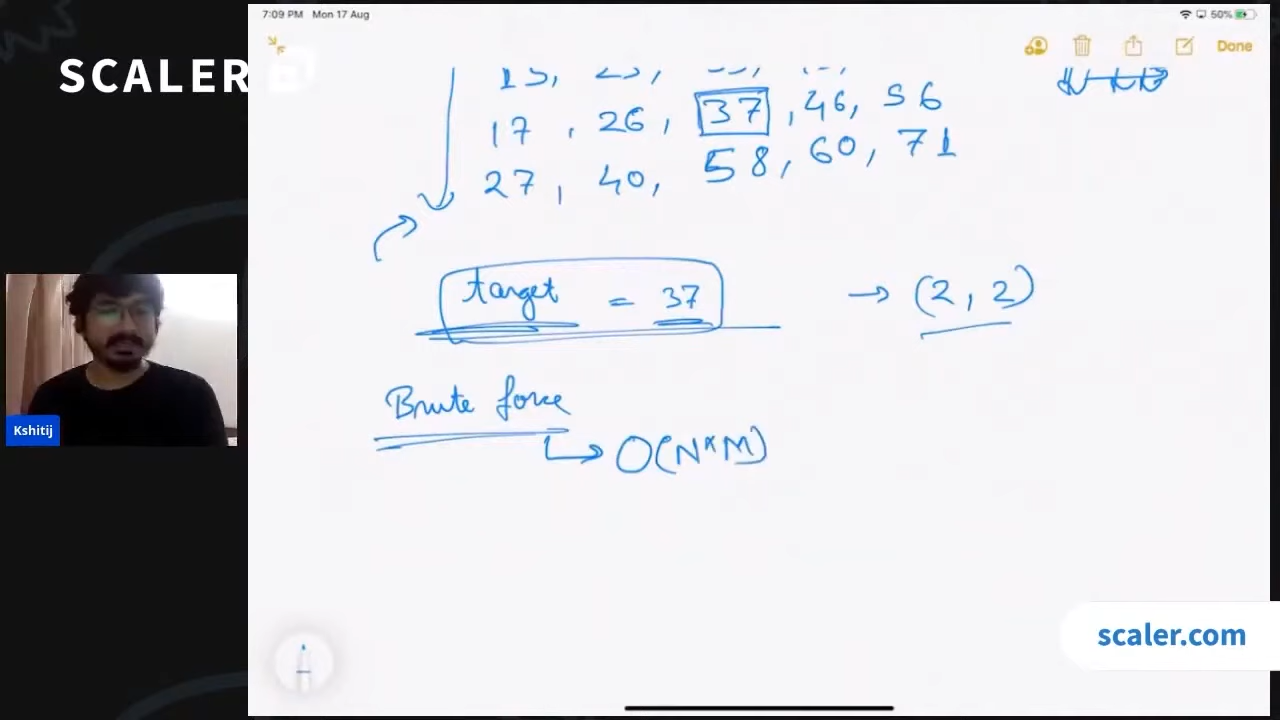 7:09 PM Mon 17 Aug
50%
SCALER
Done
17, 26, 37, 46, 56
27, 40, 58, 60, 71
target = 37 → (2, 2)
Brute force
↳ O(N*M)
Kshitij
scaler.com